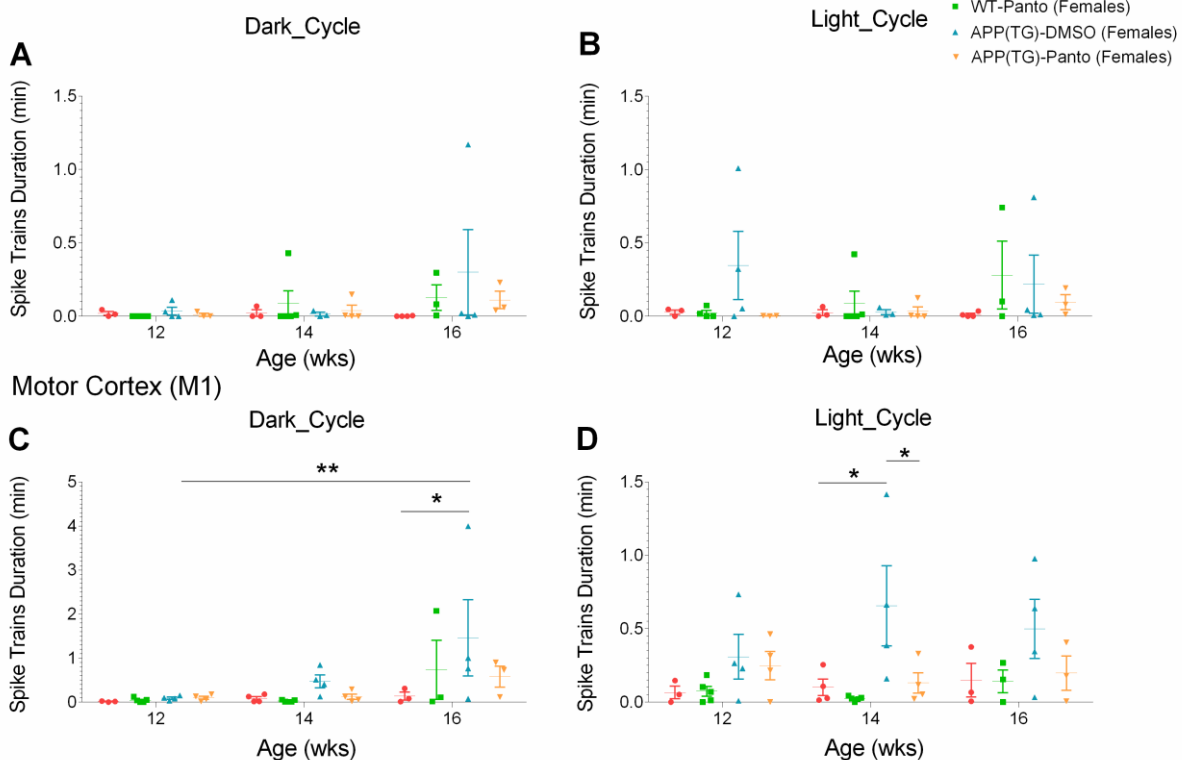 WT-Panto (Females)
Dark_Cycle
Light_Cycle
APP(TG)-DMSO (Females)
A
B
APP(TG)-Panto (Females)
Spike Trains Duration (min)
1.5
1.0
0.5
0.0
12
14
16
Age (wks)
Spike Trains Duration (min)
1.5
1.0
0.5
0.0
12
14
16
Age (wks)
Motor Cortex (M1)
Dark_Cycle
Light_Cycle
C
D
Spike Trains Duration (min)
5
4
3
2
1
0
**
*
12
14
16
Age (wks)
Spike Trains Duration (min)
1.5
1.0
0.5
0.0
*
*
12
14
16
Age (wks)